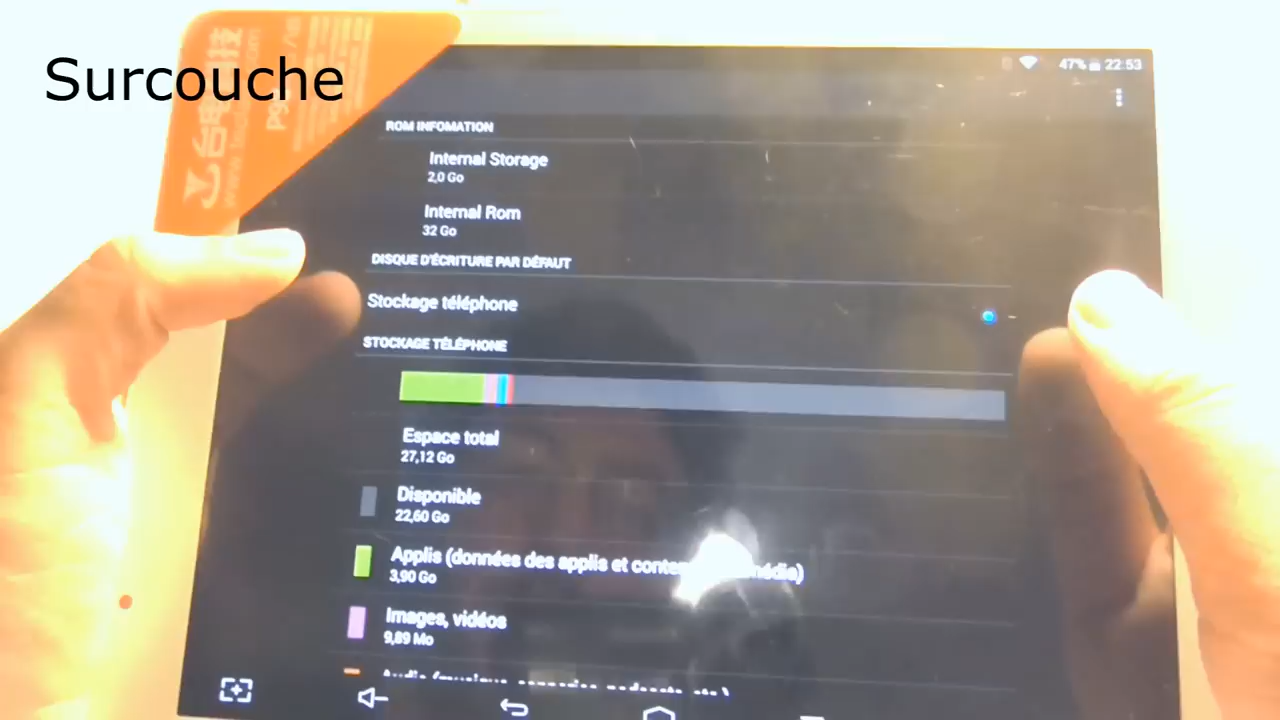 Surcouche
47% 22:53
ROM INFOMATION
Internal Storage
2,0 Go
Internal Rom
32 Go
DISQUE D'ÉCRITURE PAR DÉFAUT
Stockage téléphone
STOCKAGE TÉLÉPHONE
Espace total
27,12 Go
Disponible
22,60 Go
Applis (données des applis et
3,90 Go
Images, vidéos
9,89 Mo